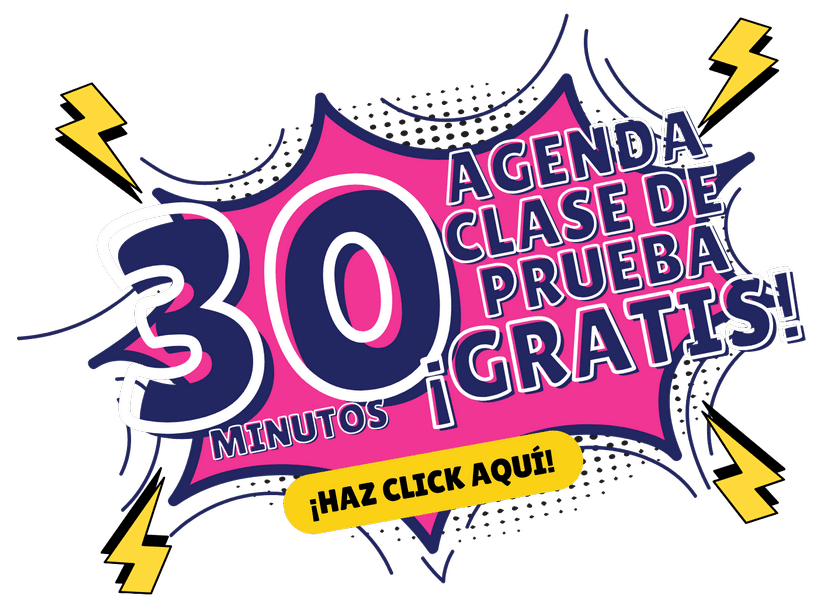 30
MINUTOS
AGENDA
CLASE DE
PRUEBA
¡GRATIS!
¡HAZ CLICK AQUÍ!